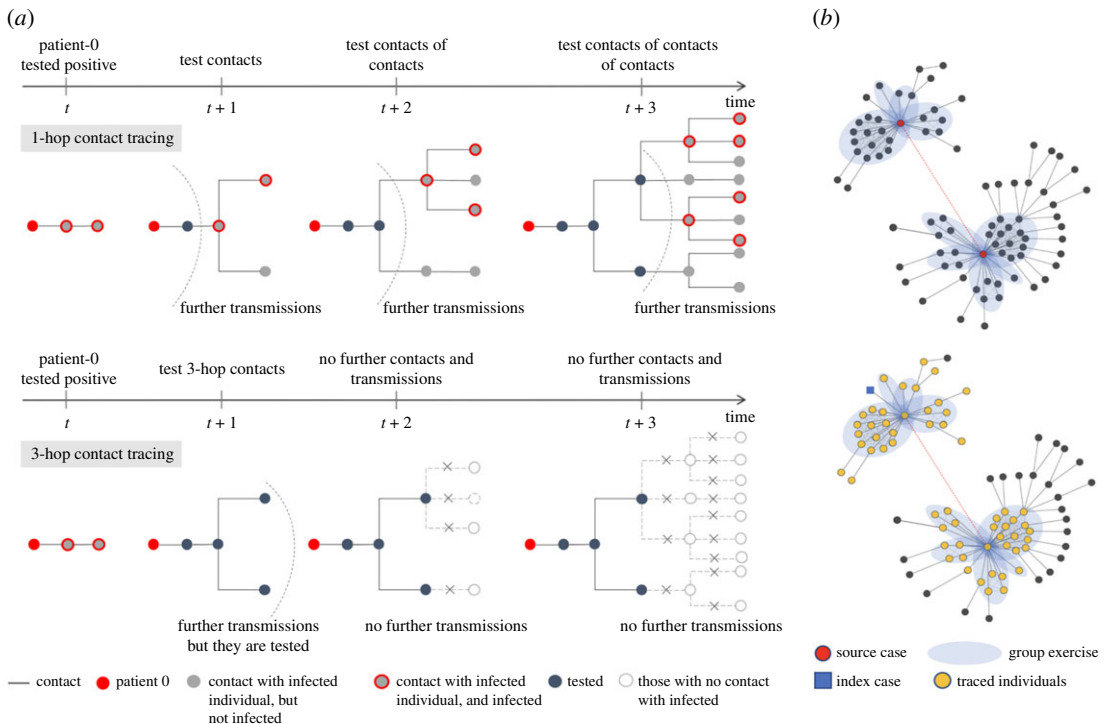 (a)
(b)
patient-0
tested positive
test contacts
test contacts of
contacts
test contacts of contacts
of contacts
t
t + 1
t + 2
t + 3
time
1-hop contact tracing
further transmissions
further transmissions
further transmissions
patient-0
tested positive
test 3-hop contacts
no further contacts and
transmissions
no further contacts and
transmissions
t
t + 1
t + 2
t + 3
time
3-hop contact tracing
further transmissions
but they are tested
no further transmissions
no further transmissions
contact
patient 0
contact with infected
individual, but
not infected
contact with infected
individual, and infected
tested
those with no contact
with infected
source case
group exercise
index case
traced individuals